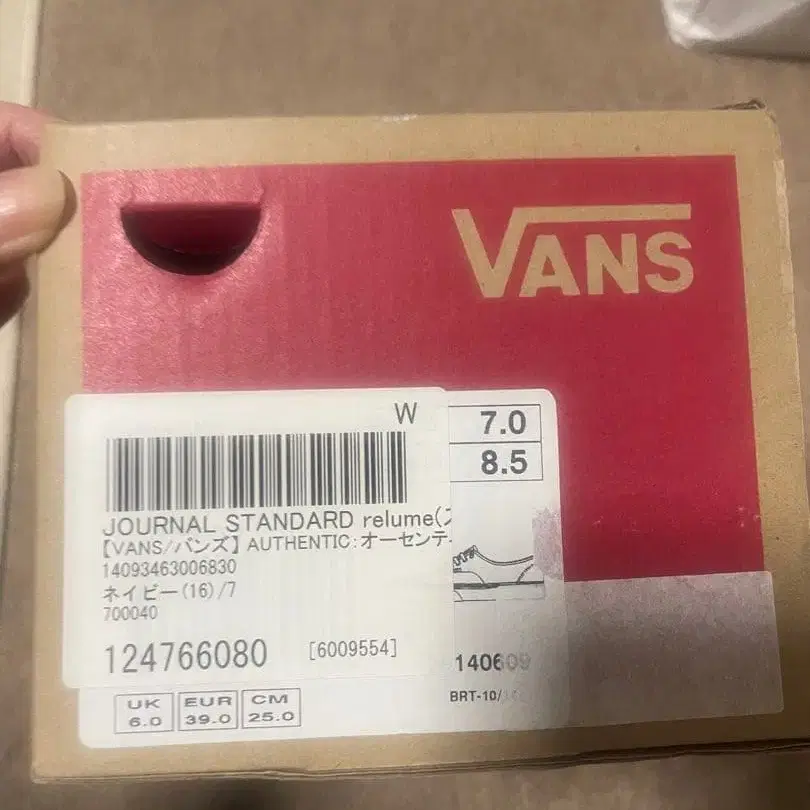 VANS
W
7.0
8.5
JOURNAL STANDARD relume(
【VANS/バンズ】AUTHENTIC:オーセンテ
14093463006830
ネイビー(16)/7
700040
124766080 [6009554]
140609
BRT-10/
UK EUR CM
6.0 39.0 25.0